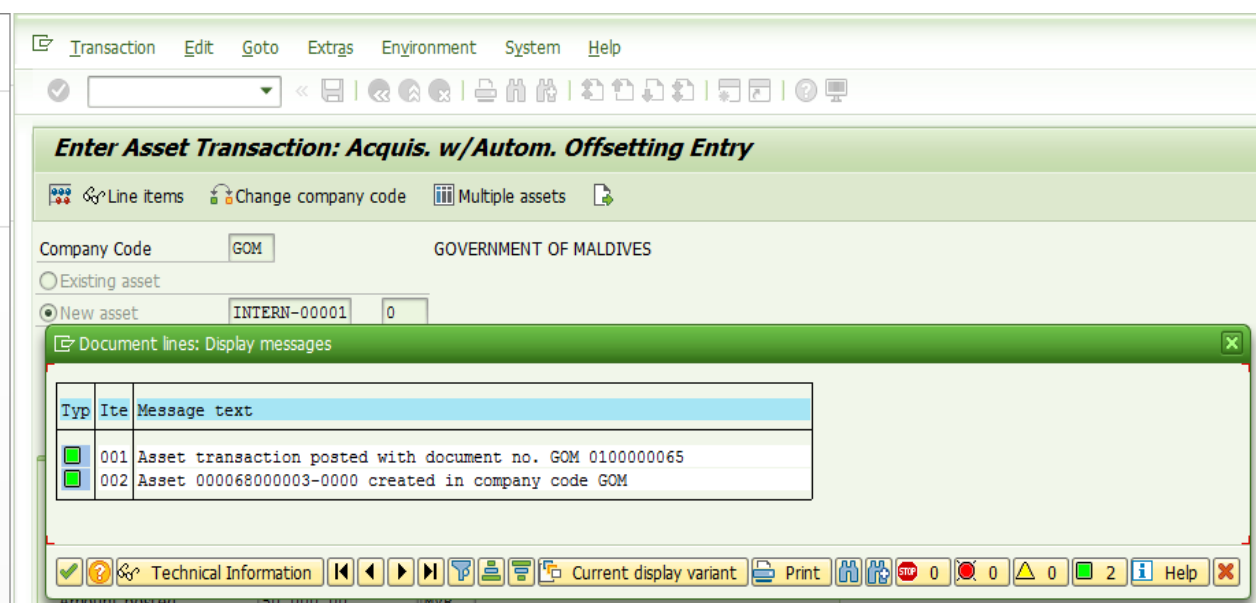 Transaction Edit Goto Extras Environment System Help
Enter Asset Transaction: Acquis. w/Autom. Offsetting Entry
Line items Change company code Multiple assets
Company Code GOM GOVERNMENT OF MALDIVES
Existing asset
New asset INTERN-00001 0
Document lines: Display messages
Typ Ite Message text
001 Asset transaction posted with document no. GOM 0100000065
002 Asset 000068000003-0000 created in company code GOM
Technical Information Current display variant Print STOP 0 0 0 2 Help